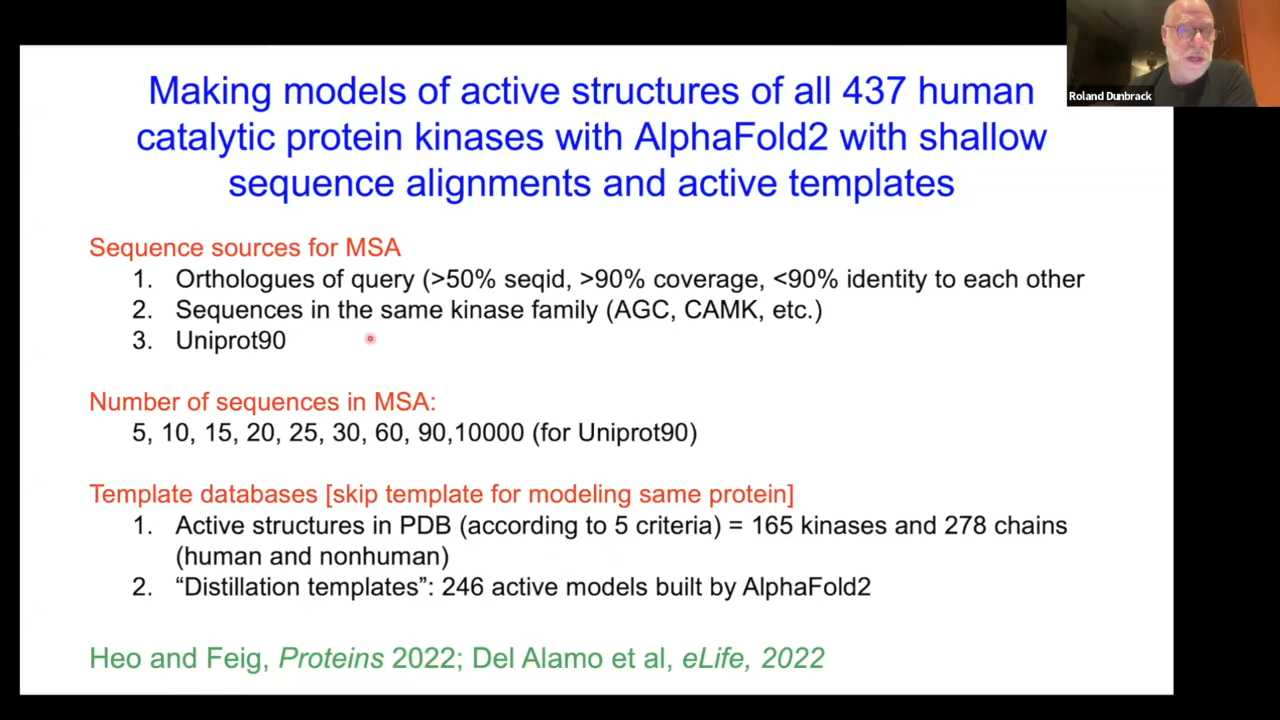 Making models of active structures of all 437 human
catalytic protein kinases with AlphaFold2 with shallow
sequence alignments and active templates
Roland Dunbrack
Sequence sources for MSA
1. Orthologues of query (>50% seqid, >90% coverage, <90% identity to each other
2. Sequences in the same kinase family (AGC, CAMK, etc.)
3. Uniprot90
Number of sequences in MSA:
5, 10, 15, 20, 25, 30, 60, 90,10000 (for Uniprot90)
Template databases [skip template for modeling same protein]
1. Active structures in PDB (according to 5 criteria) = 165 kinases and 278 chains
(human and nonhuman)
2. “Distillation templates”: 246 active models built by AlphaFold2
Heo and Feig, Proteins 2022; Del Alamo et al, eLife, 2022